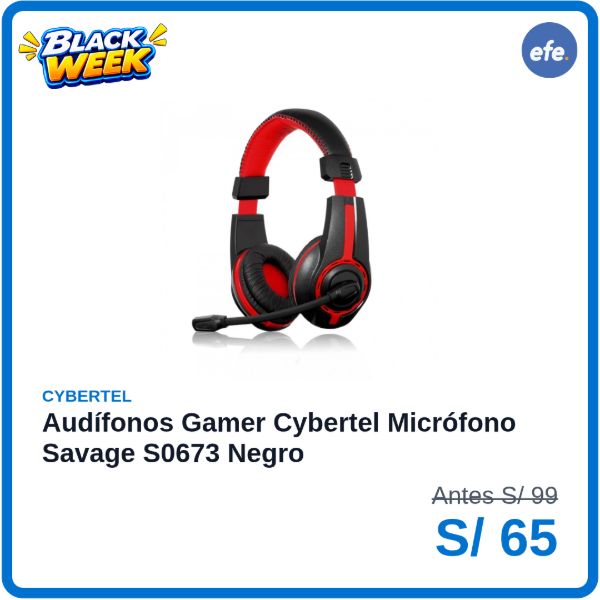 BLACK
WEEK
efe.
CYBERTEL
Audífonos Gamer Cybertel Micrófono
Savage S0673 Negro
Antes S/ 99
S/ 65